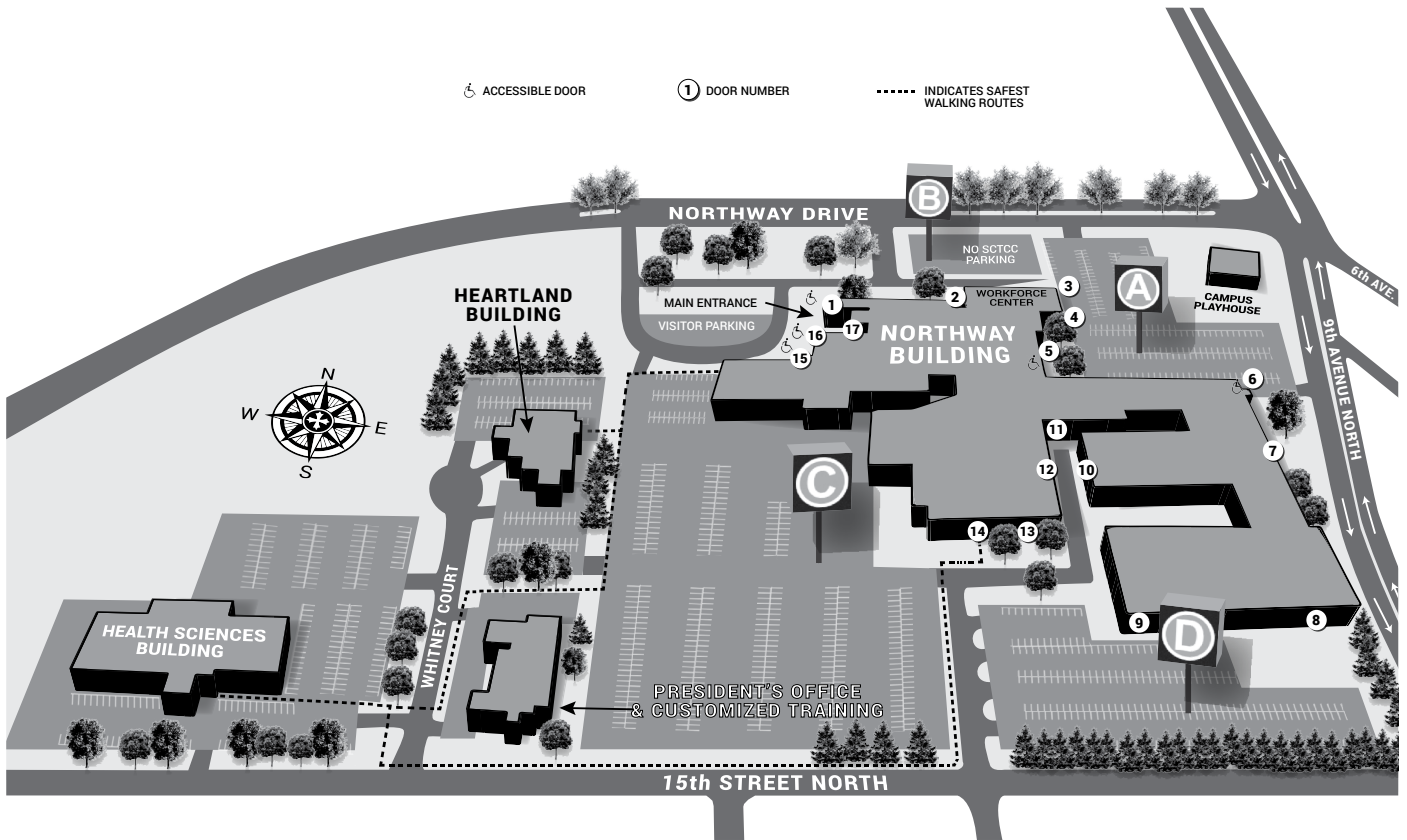 ACCESSIBLE DOOR
1 DOOR NUMBER
INDICATES SAFEST
WALKING ROUTES
B
NORTHWAY DRIVE
NO SCTCC
PARKING
6th AVE.
A
CAMPUS
PLAYHOUSE
9th AVENUE NORTH
HEARTLAND
BUILDING
MAIN ENTRANCE
VISITOR PARKING
1
2
WORKFORCE
CENTER
3
4
5
6
7
16
17
15
NORTHWAY
BUILDING
N
W
E
S
11
12
10
C
14
13
9
8
D
HEALTH SCIENCES
BUILDING
WHITNEY COURT
PRESIDENT'S OFFICE
& CUSTOMIZED TRAINING
15th STREET NORTH